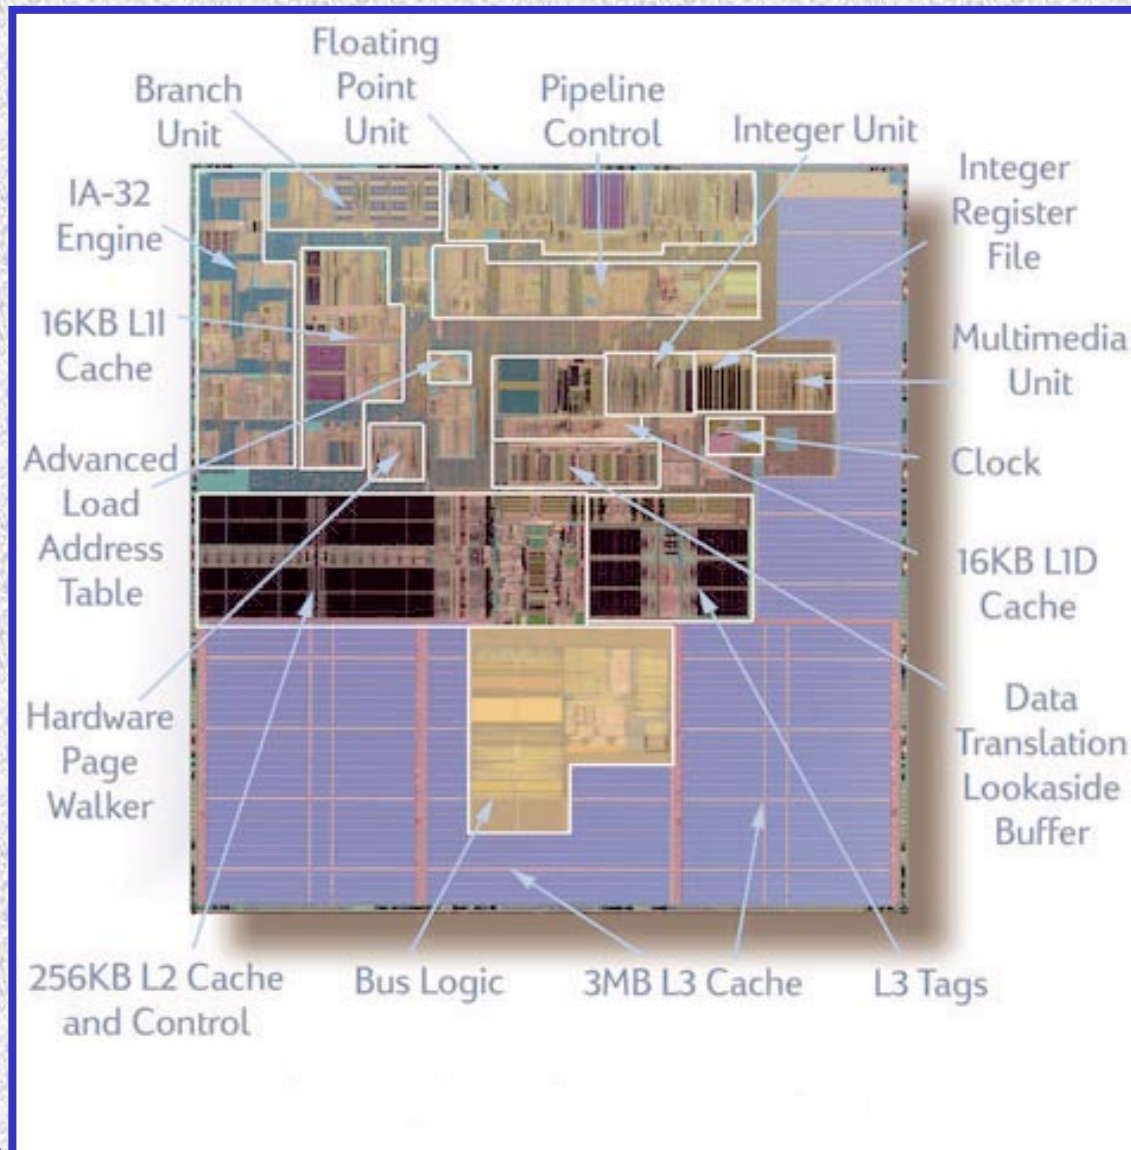 Floating
Point
Unit
Branch
Unit
Pipeline
Control
Integer Unit
Integer
Register
File
IA-32
Engine
16KB L1I
Cache
Multimedia
Unit
Advanced
Load
Address
Table
Clock
16KB L1D
Cache
Hardware
Page
Walker
Data
Translation
Lookaside
Buffer
256KB L2 Cache
and Control
Bus Logic
3MB L3 Cache
L3 Tags